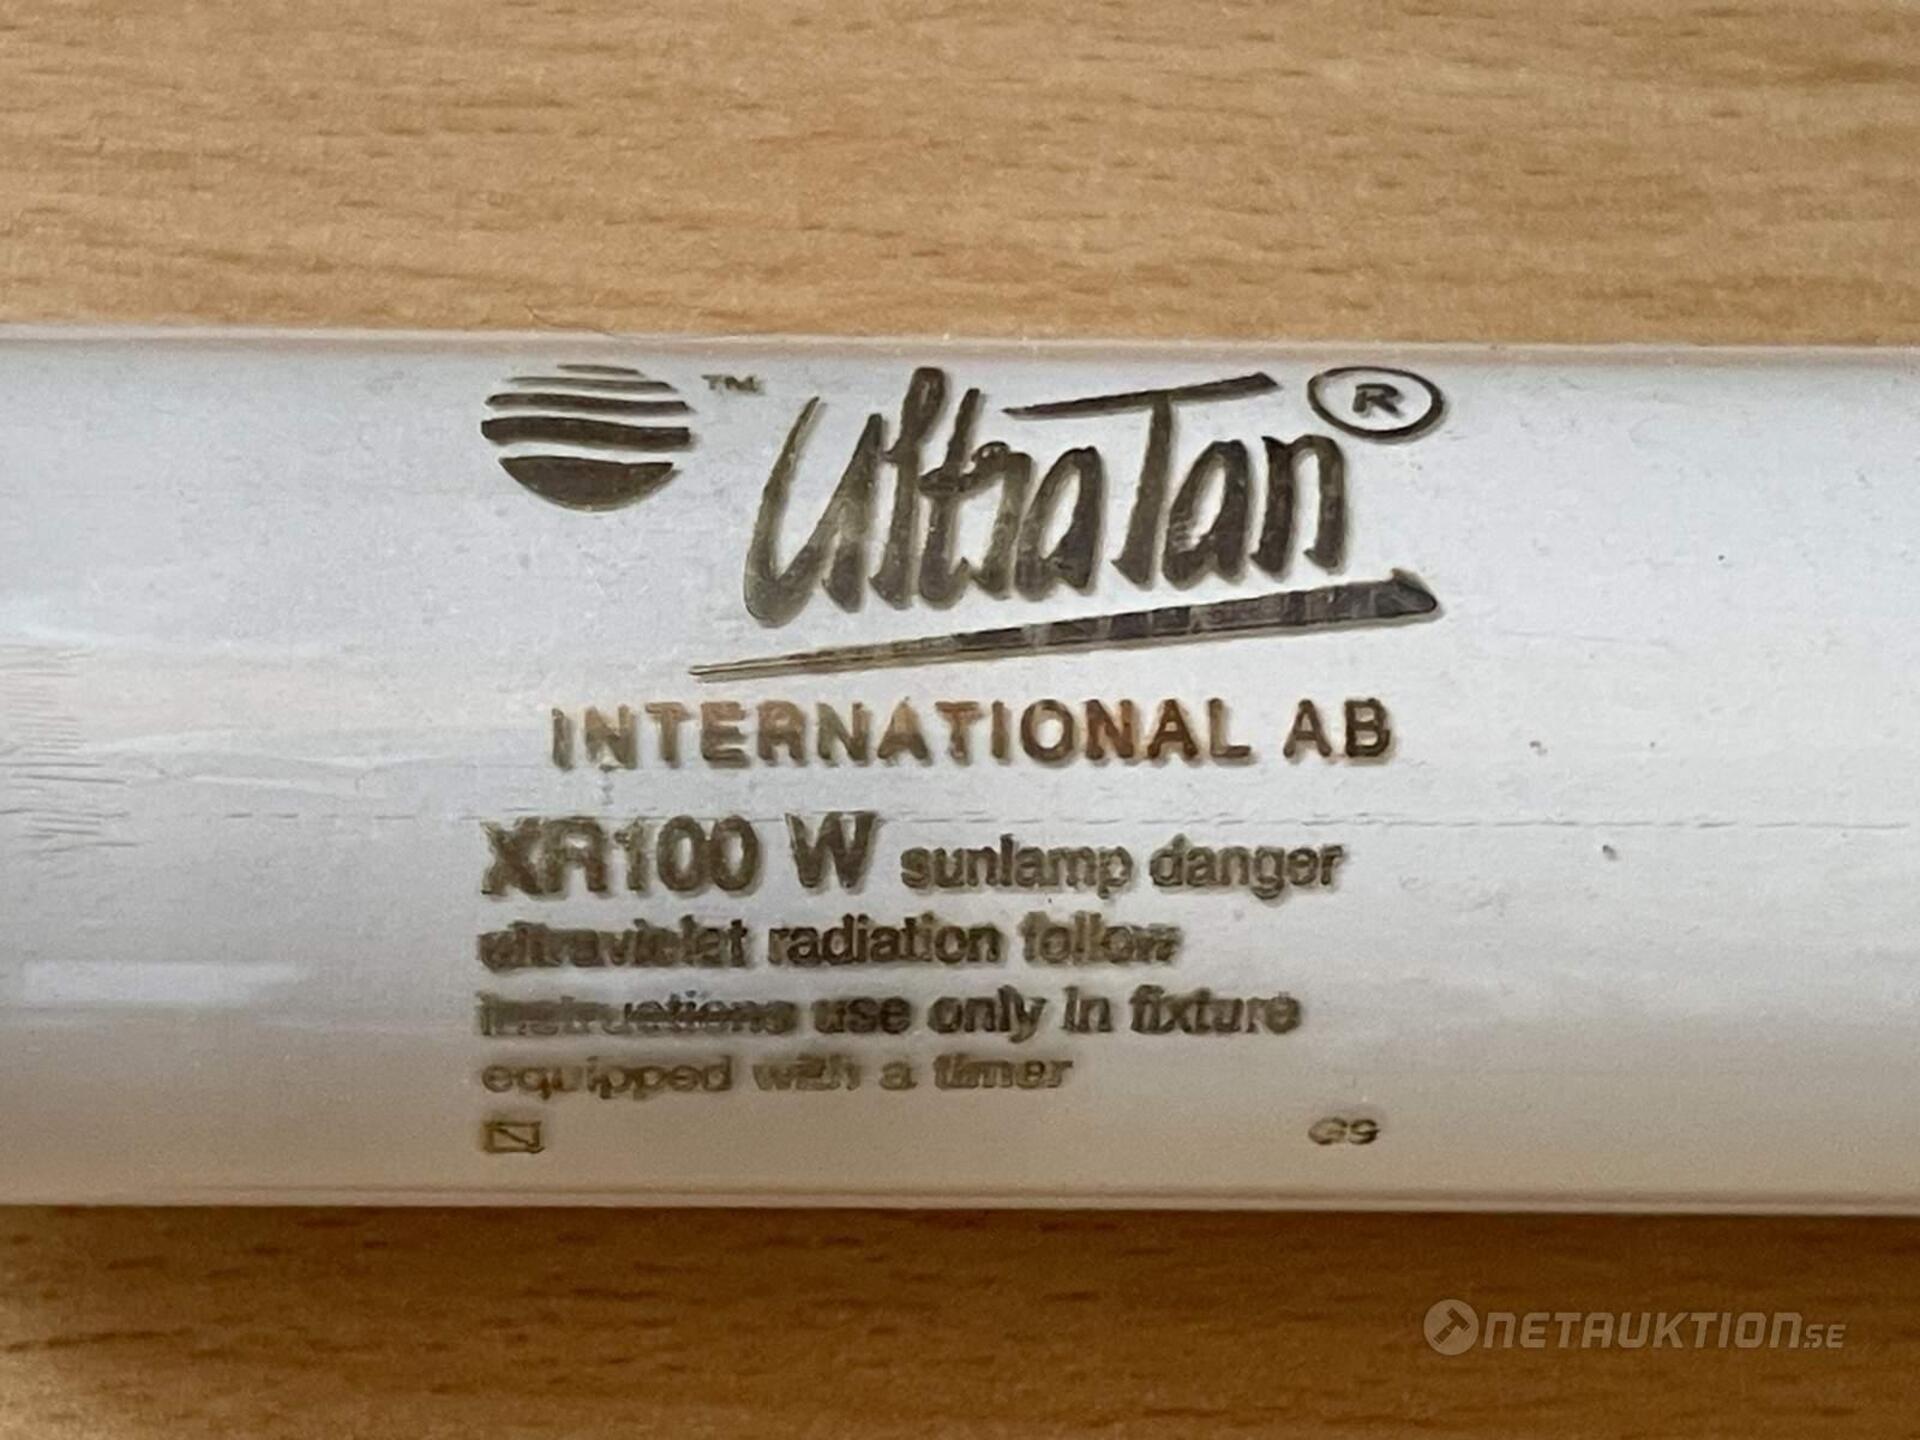 ™ UltraTan ®
INTERNATIONAL AB
XR100 W sunlamp danger
ultraviolet radiation follow
instructions use only in fixture
equipped with a timer
G9
NETAUKTION.SE